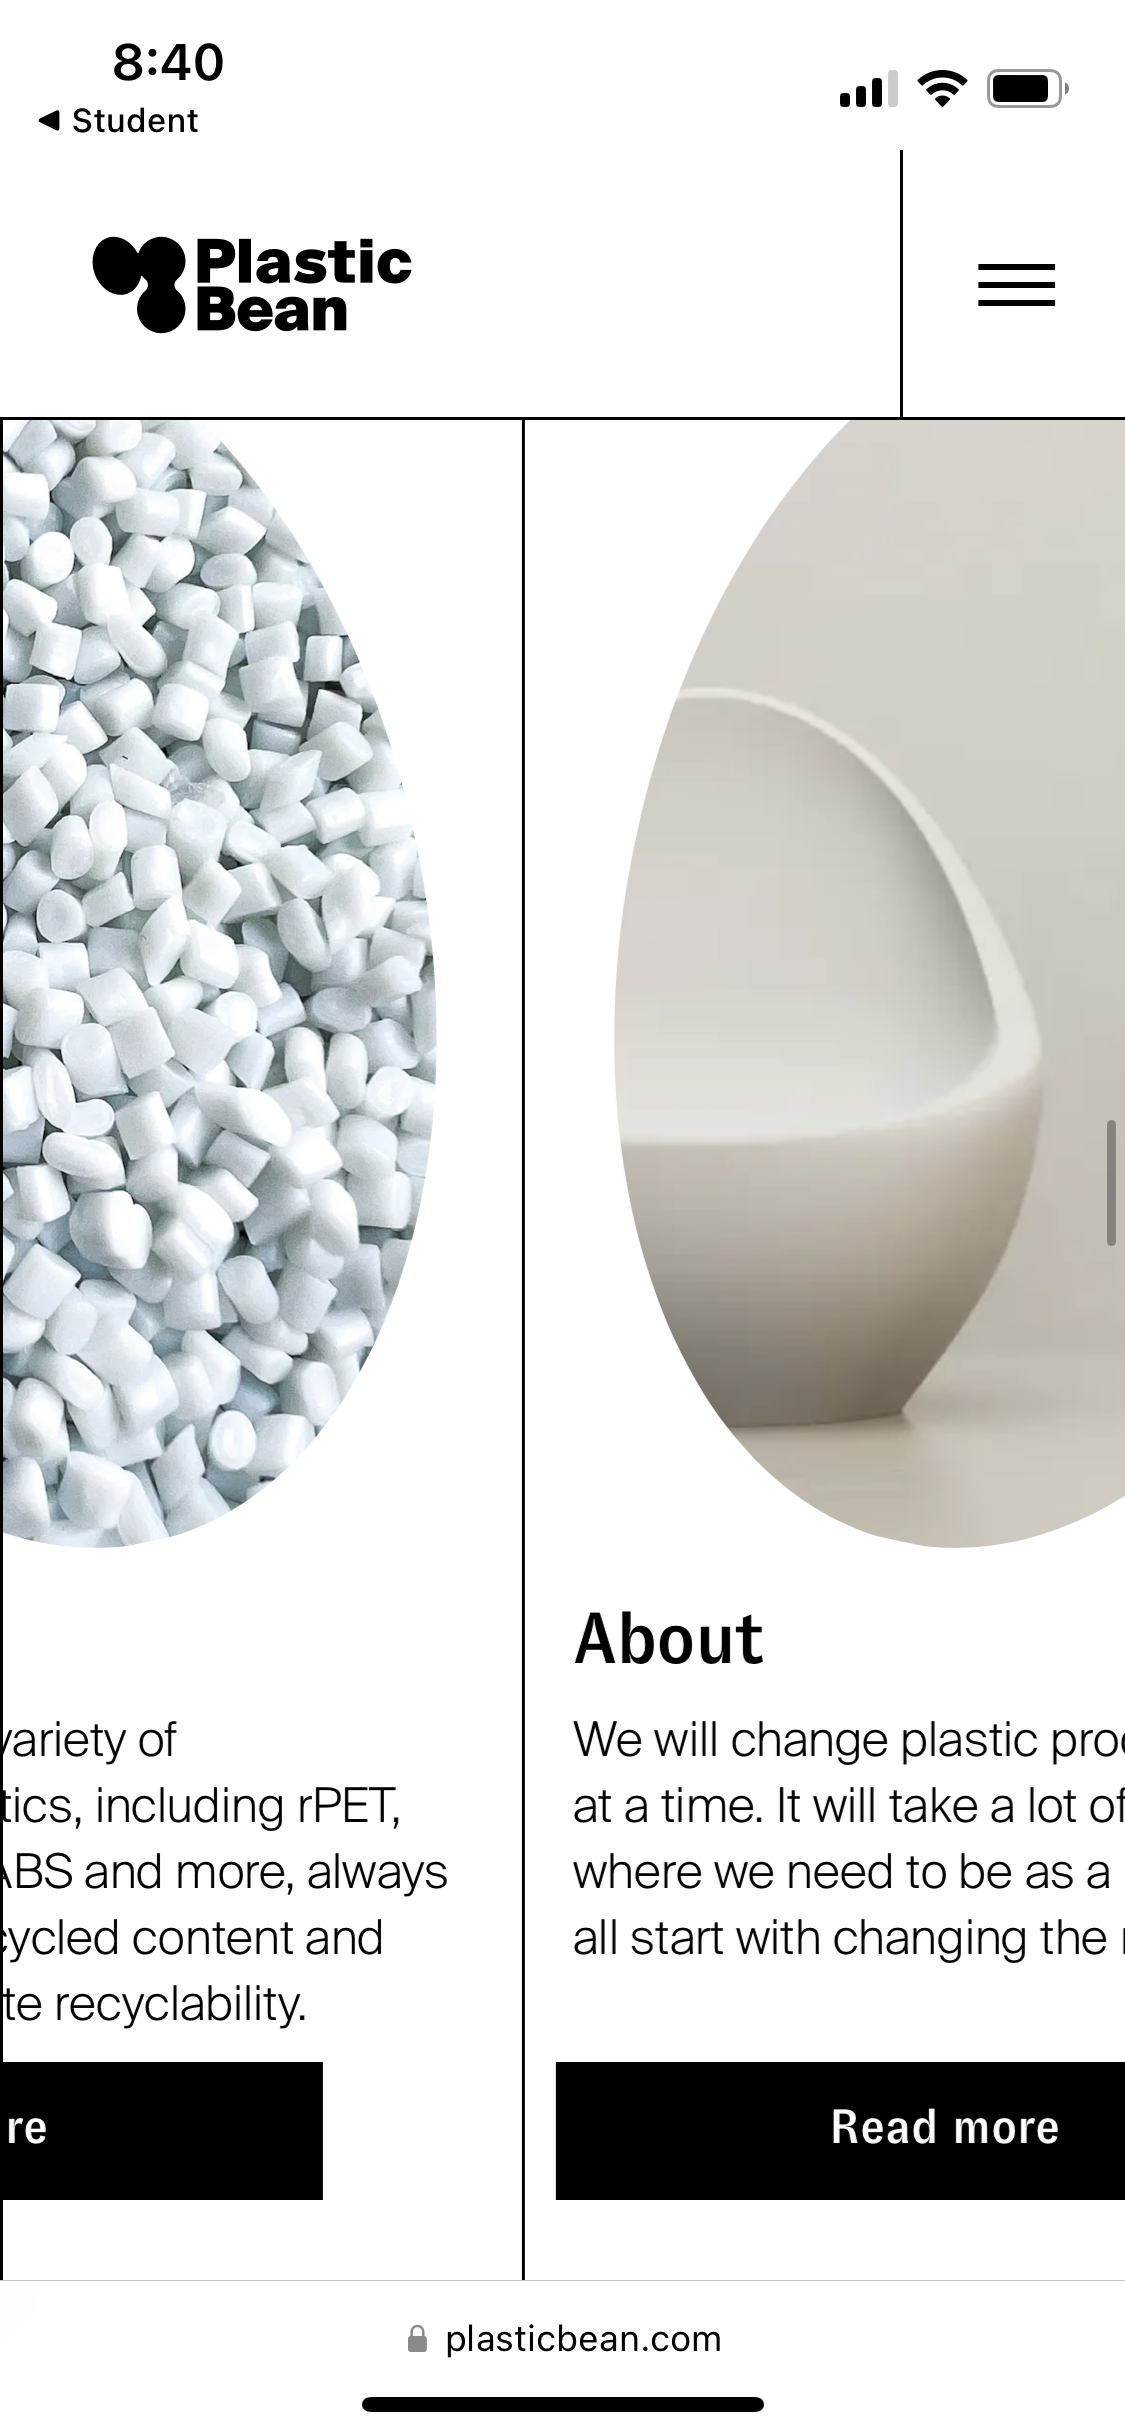 8:40
◀ Student
Plastic
Bean
variety of
tics, including rPET,
ABS and more, always
cycled content and
te recyclability.
re
About
We will change plastic pro
at a time. It will take a lot of
where we need to be as a
all start with changing the
Read more
plasticbean.com